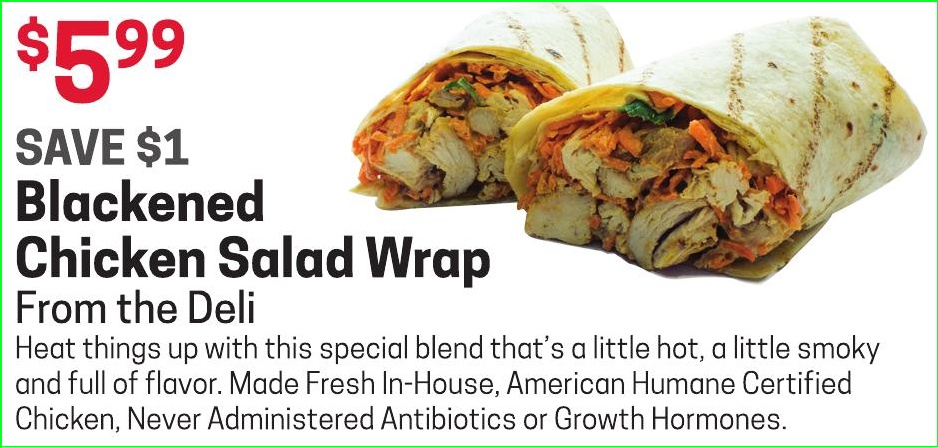 $5.99
SAVE $1
Blackened
Chicken Salad Wrap
From the Deli
Heat things up with this special blend that's a little hot, a little smoky
and full of flavor. Made Fresh In-House, American Humane Certified
Chicken, Never Administered Antibiotics or Growth Hormones.